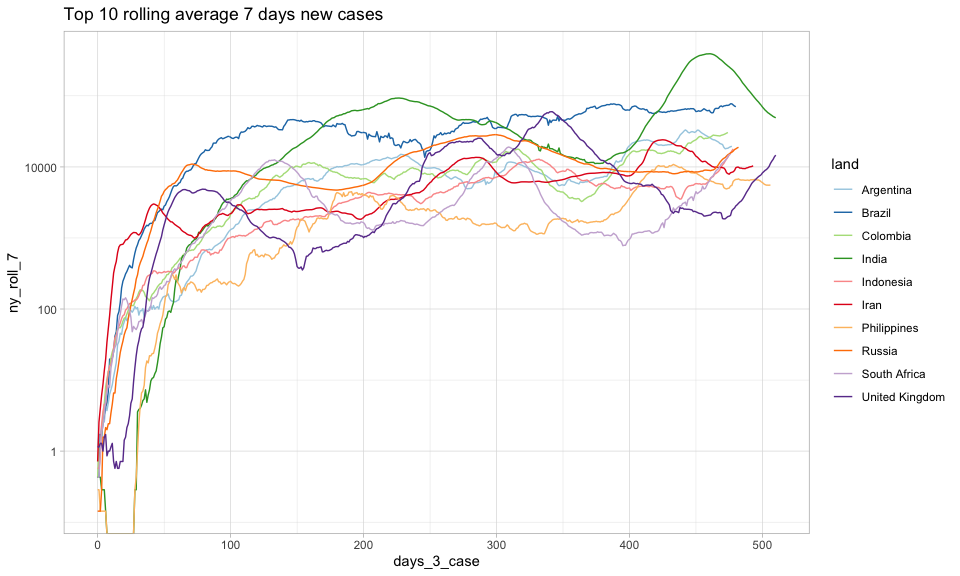 Top 10 rolling average 7 days new cases
ny_roll_7
10000
100
1
0
100
200
300
400
500
days_3_case
land
Argentina
Brazil
Colombia
India
Indonesia
Iran
Philippines
Russia
South Africa
United Kingdom